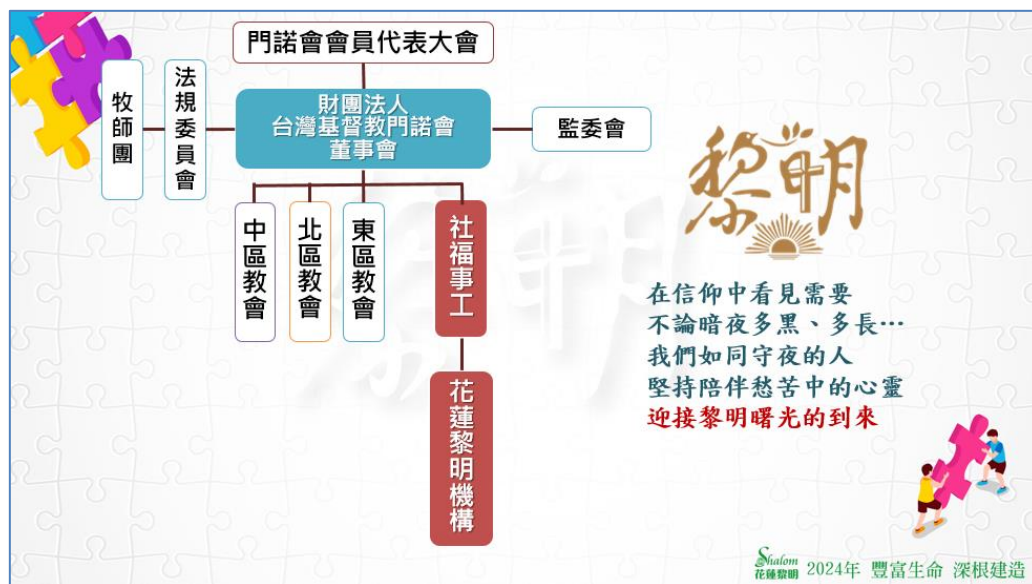 門諾會會員代表大會
牧師團
法規委員會
財團法人
台灣基督教門諾會
董事會
監委會
中區教會
北區教會
東區教會
社福事工
花蓮黎明機構
黎明
在信仰中看見需要
不論暗夜多黑、多長…
我們如同守夜的人
堅持陪伴愁苦中的心靈
迎接黎明曙光的到來
Shalom
花蓮黎明
2024年 豐富生命 深根建造